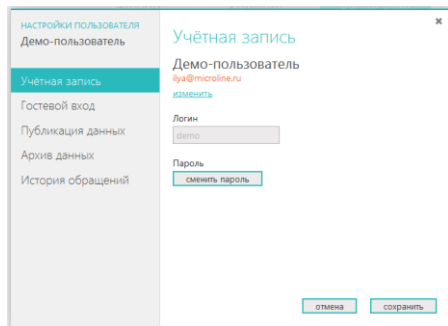 НАСТРОЙКИ ПОЛЬЗОВАТЕЛЯ
Демо-пользователь
Учётная запись
Гостевой вход
Публикация данных
Архив данных
История обращений
Учётная запись
Демо-пользователь
ilya@microline.ru
изменить
Логин
demo
Пароль
сменить пароль
отмена
сохранить